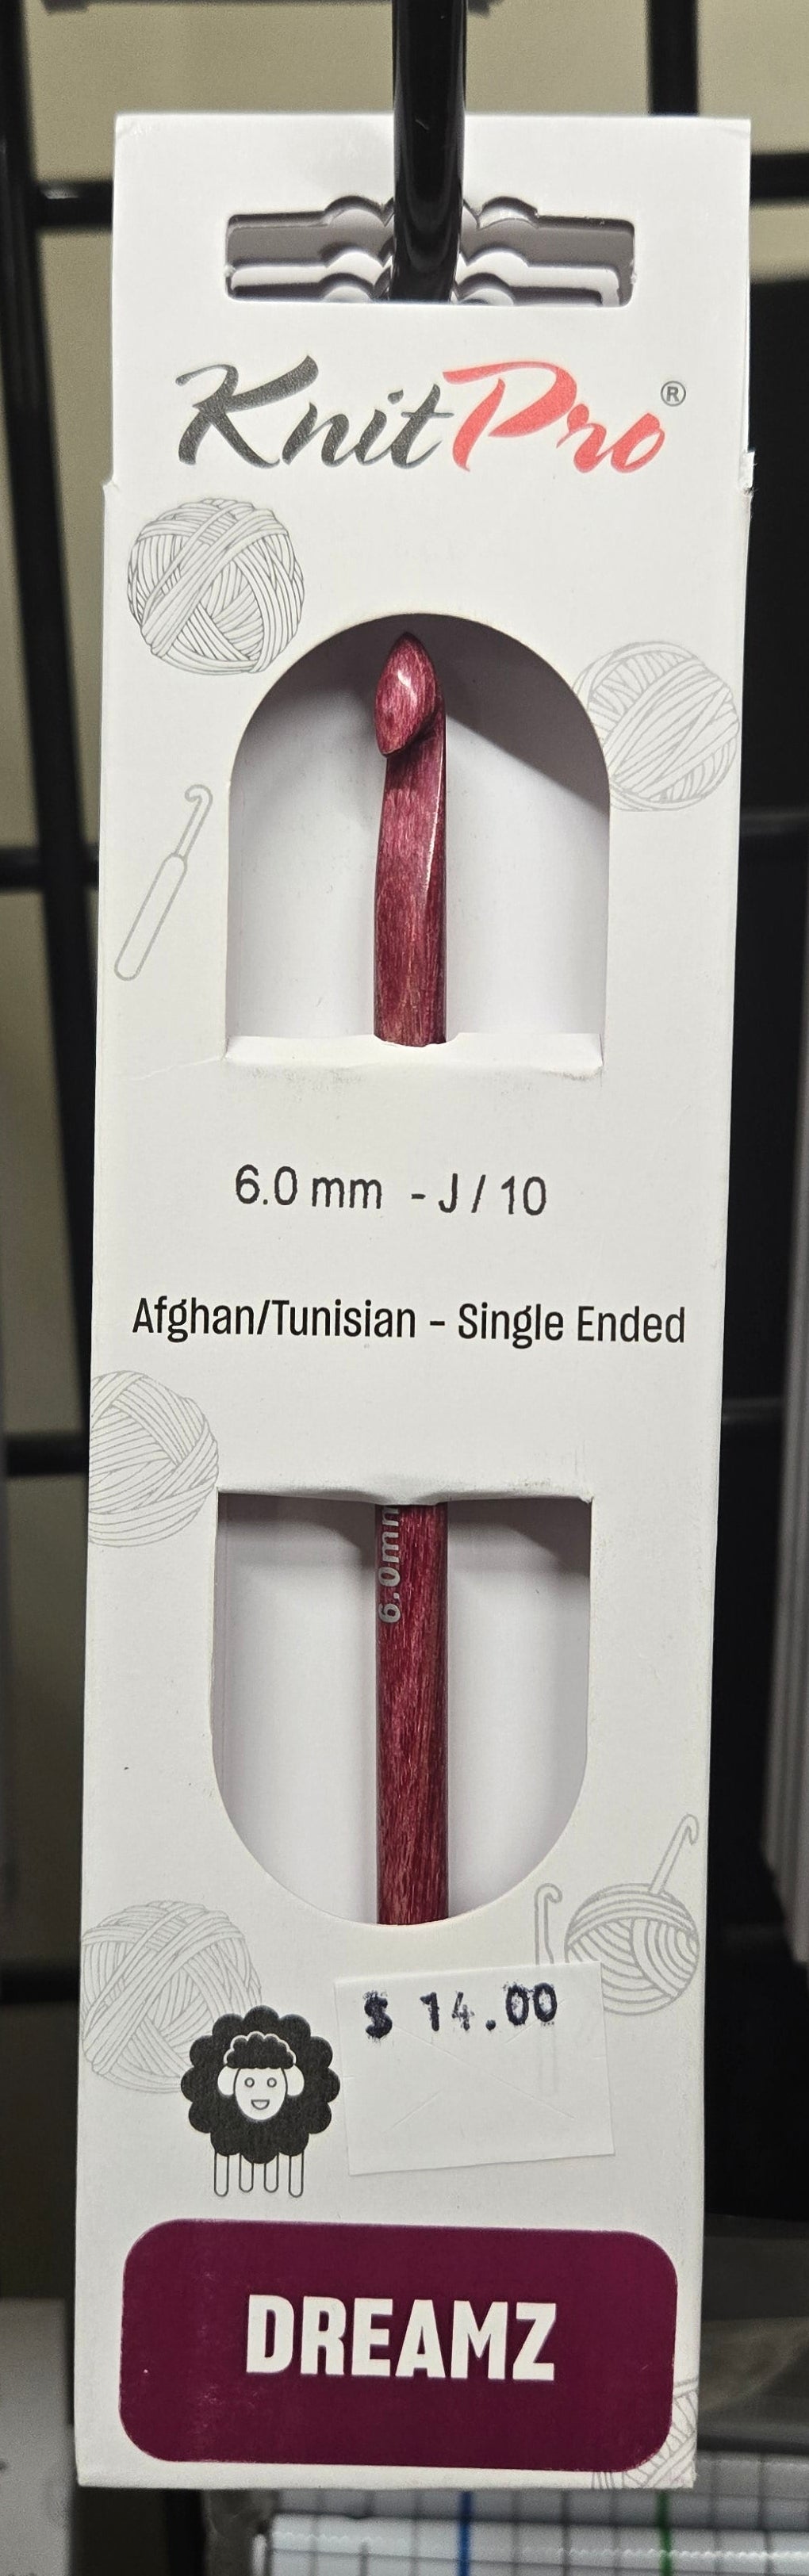 KnitPro®
6.0 mm - J / 10
Afghan/Tunisian - Single Ended
6.0mm
$ 14.00
DREAMZ